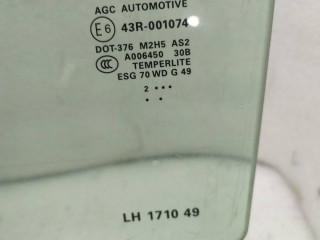 AGC AUTOMOTIVE
E6 43R-001074
DOT-376 M2H5 AS2
A006450 30B
CCC TEMPERLITE
ESG 70 WD G 49
2 •••
• •
LH 1710 49